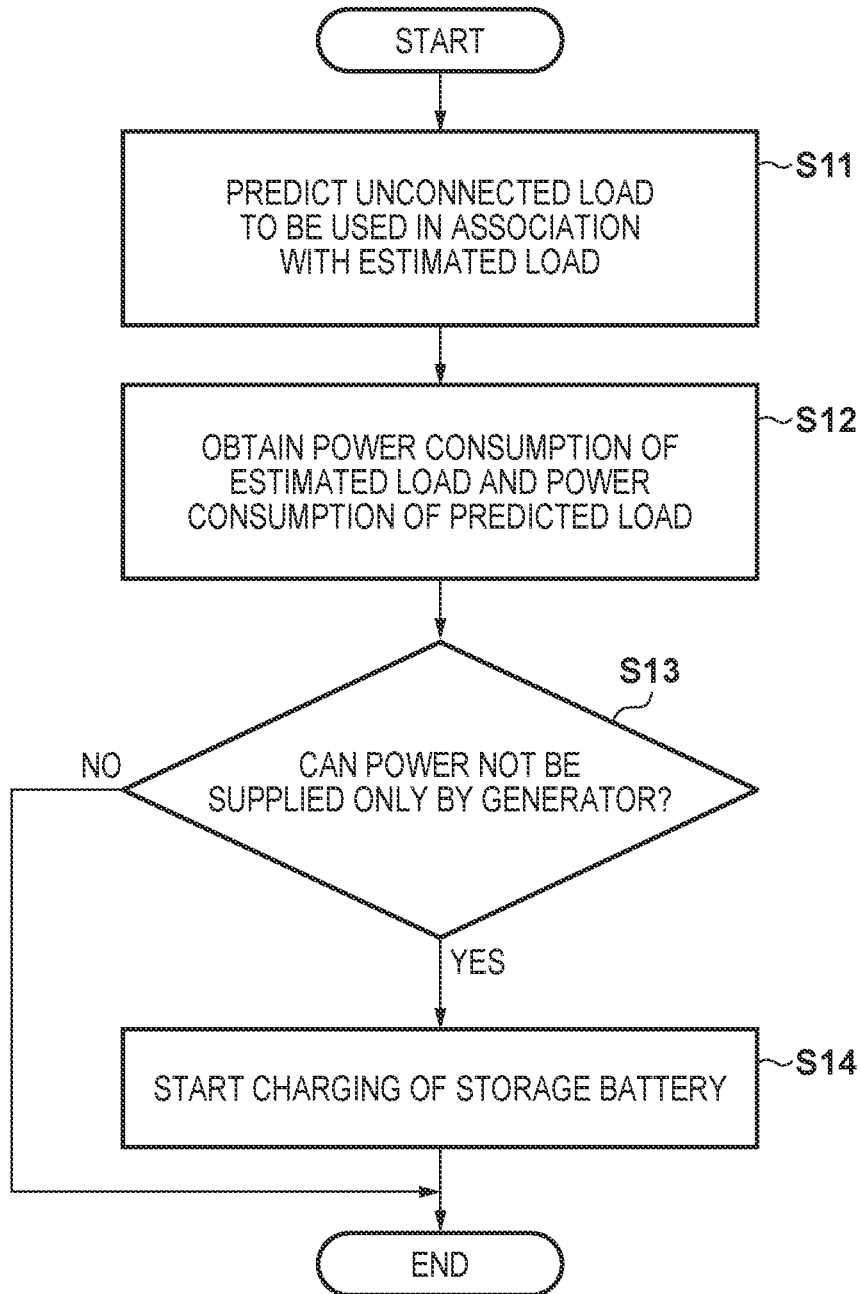 START
S11
PREDICT UNCONNECTED LOAD
TO BE USED IN ASSOCIATION
WITH ESTIMATED LOAD
S12
OBTAIN POWER CONSUMPTION OF
ESTIMATED LOAD AND POWER
CONSUMPTION OF PREDICTED LOAD
S13
NO
CAN POWER NOT BE
SUPPLIED ONLY BY GENERATOR?
YES
S14
START CHARGING OF STORAGE BATTERY
END